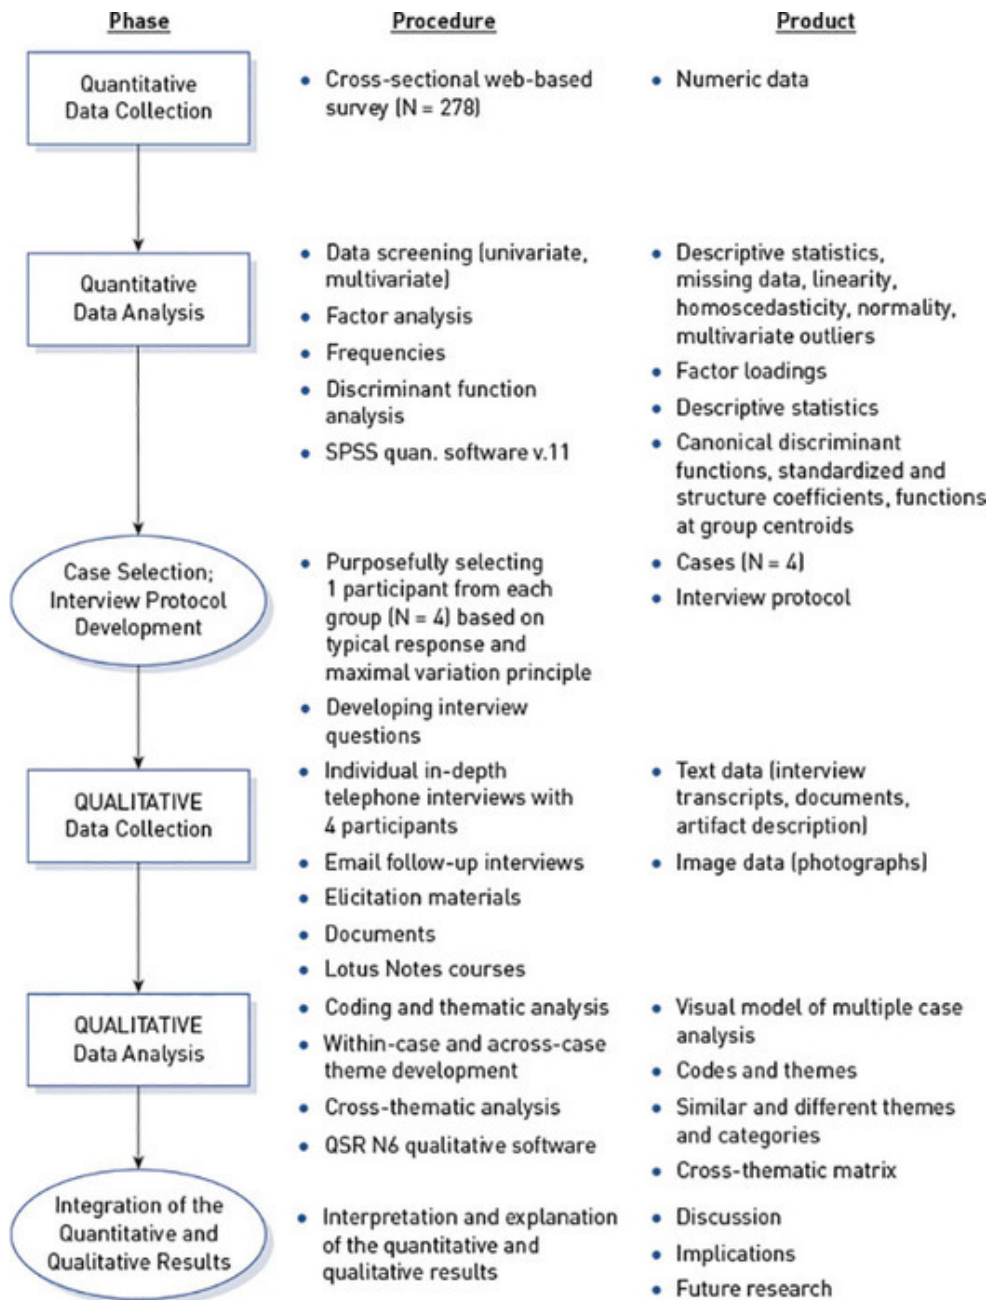 Phase
Procedure
Product
Quantitative
Data Collection
• Cross-sectional web-based
survey (N = 278)
• Numeric data
Quantitative
Data Analysis
• Data screening (univariate,
multivariate)
• Factor analysis
• Frequencies
• Discriminant function
analysis
• SPSS quan. software v.11
• Descriptive statistics,
missing data, linearity,
homoscedasticity, normality,
multivariate outliers
• Factor loadings
• Descriptive statistics
• Canonical discriminant
functions, standardized and
structure coefficients, functions
at group centroids
Case Selection;
Interview Protocol
Development
• Purposefully selecting
1 participant from each
group (N = 4) based on
typical response and
maximal variation principle
• Developing interview
questions
• Cases (N = 4)
• Interview protocol
QUALITATIVE
Data Collection
• Individual in-depth
telephone interviews with
4 participants
• Email follow-up interviews
• Elicitation materials
• Documents
• Lotus Notes courses
• Text data (interview
transcripts, documents,
artifact description)
• Image data (photographs)
QUALITATIVE
Data Analysis
• Coding and thematic analysis
• Within-case and across-case
theme development
• Cross-thematic analysis
• QSR N6 qualitative software
• Visual model of multiple case
analysis
• Codes and themes
• Similar and different themes
and categories
• Cross-thematic matrix
Integration of the
Quantitative and
Qualitative Results
• Interpretation and explanation
of the quantitative and
qualitative results
• Discussion
• Implications
• Future research